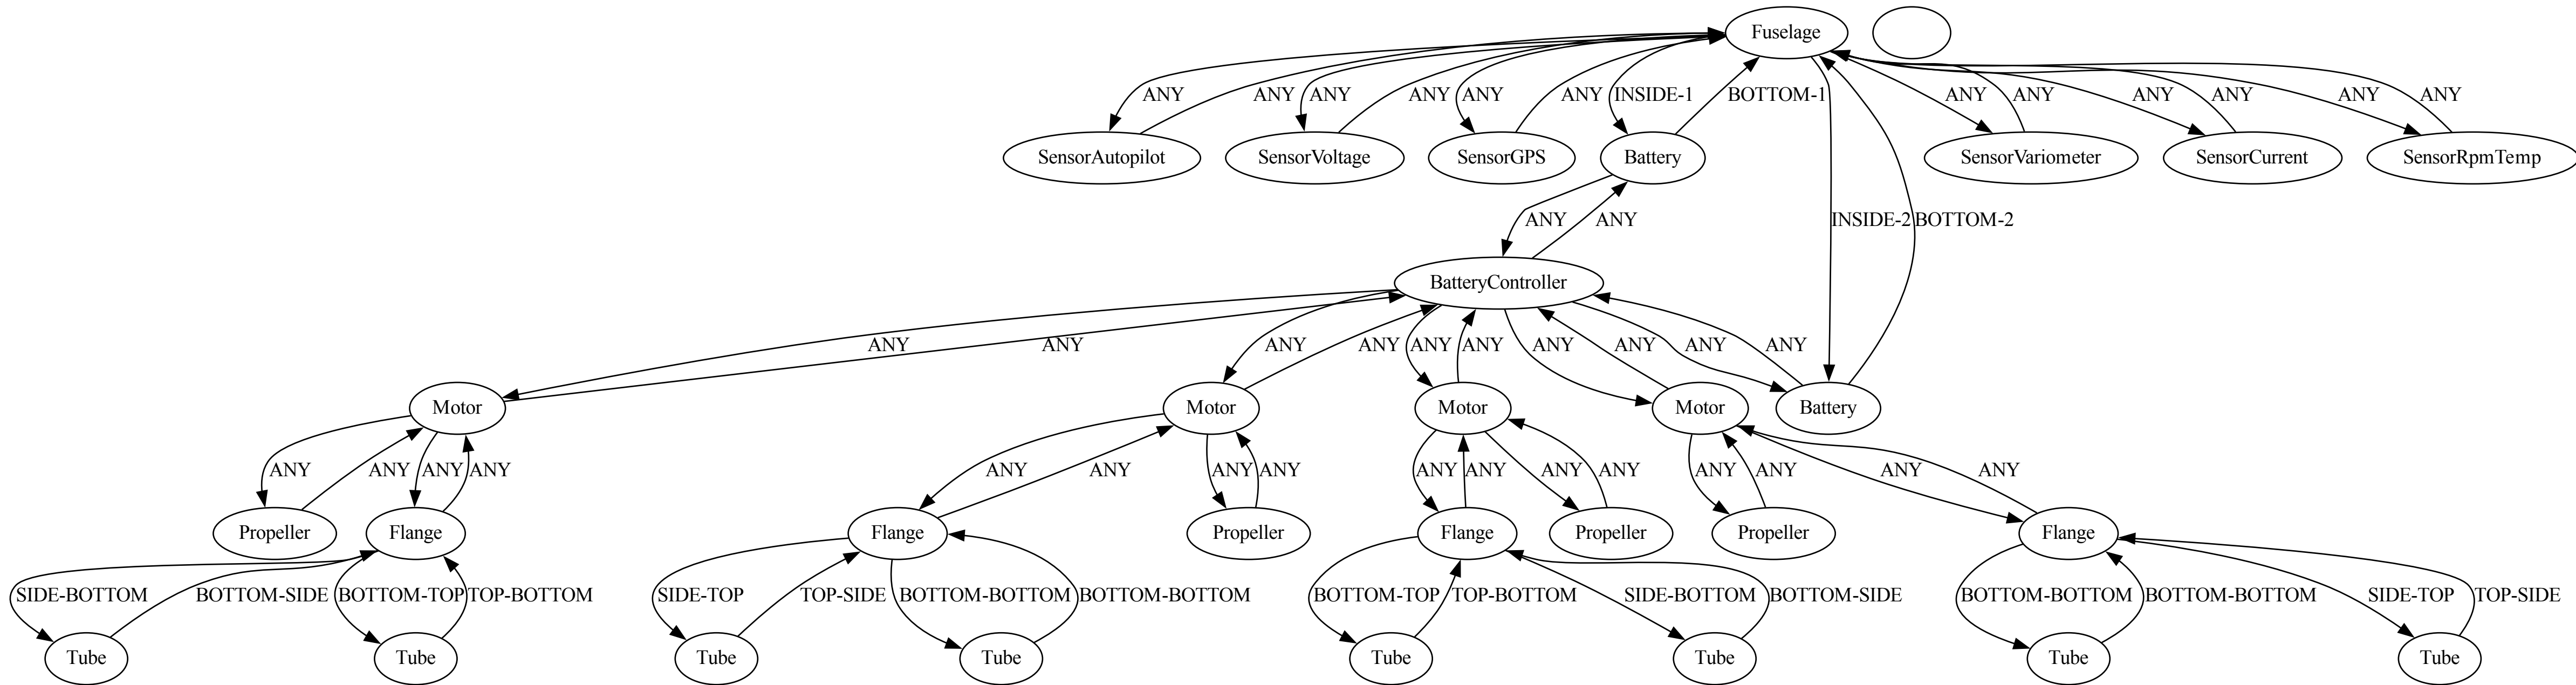 Fuselage
ANY ANY ANY ANY ANY ANY INSIDE-1 BOTTOM-1 ANY ANY ANY ANY ANY ANY
SensorAutopilot SensorVoltage SensorGPS Battery SensorVariometer SensorCurrent SensorRpmTemp
ANY ANY INSIDE-2 BOTTOM-2
BatteryController
ANY ANY ANY ANY ANY ANY ANY ANY ANY ANY
Motor Motor Motor Motor Battery
ANY ANY ANY ANY ANY ANY ANY ANY ANY ANY ANY ANY ANY ANY ANY ANY
Propeller Flange Flange Propeller Flange Propeller Propeller Flange
SIDE-BOTTOM BOTTOM-SIDE BOTTOM-TOP TOP-BOTTOM SIDE-TOP TOP-SIDE BOTTOM-BOTTOM BOTTOM-BOTTOM BOTTOM-TOP TOP-BOTTOM SIDE-BOTTOM BOTTOM-SIDE BOTTOM-BOTTOM BOTTOM-BOTTOM SIDE-TOP TOP-SIDE
Tube Tube Tube Tube Tube Tube Tube Tube